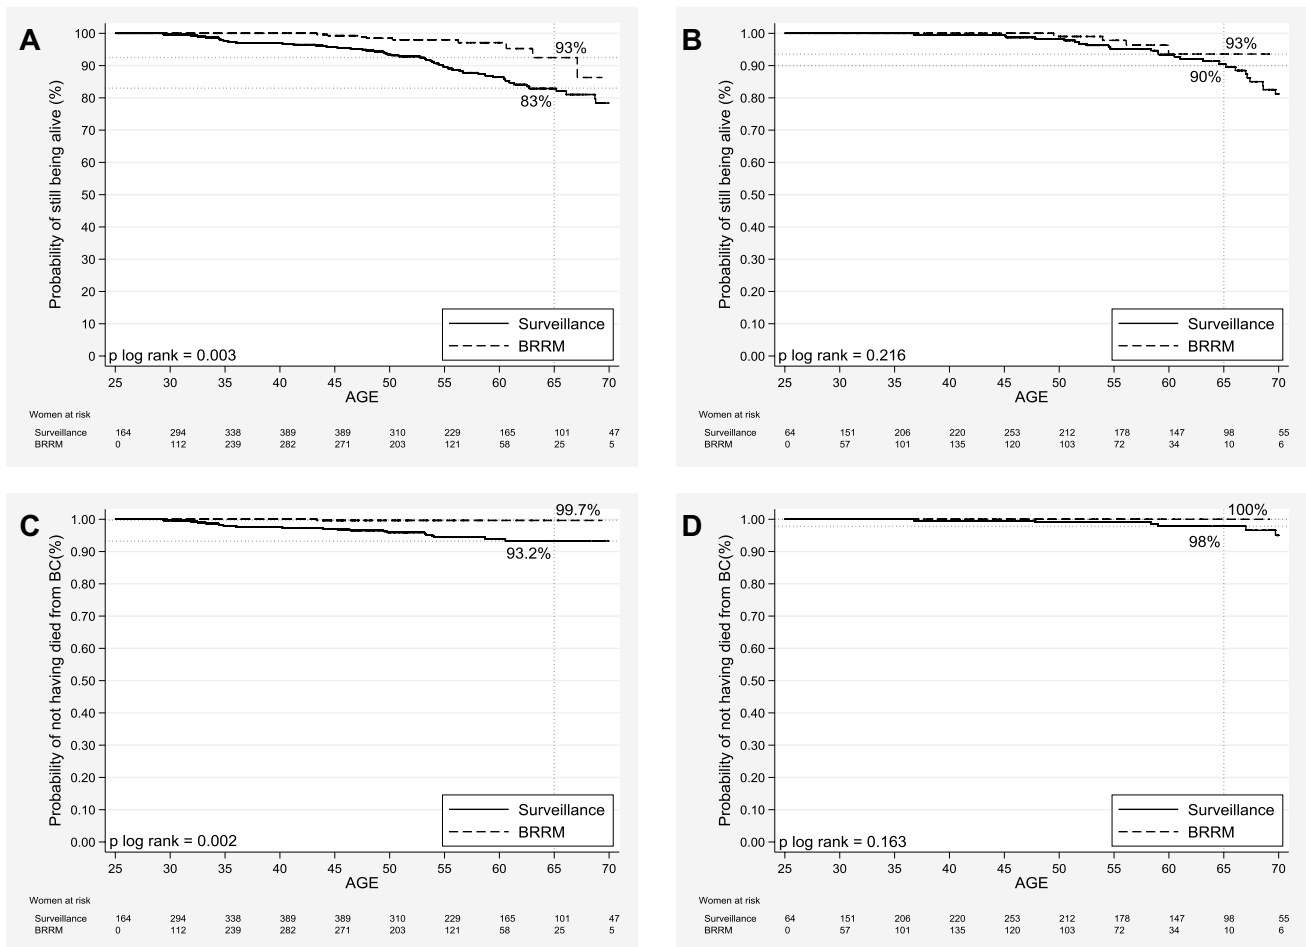 A
Probability of still being alive (%)
100
90
80
70
60
50
40
30
20
10
0
93%
83%
Surveillance
BRRM
p log rank = 0.003
25 30 35 40 45 50 55 60 65 70
AGE
Women at risk
Surveillance 164 294 338 389 389 310 229 165 101 47
BRRM 0 112 239 282 271 203 121 58 25 5
B
Probability of still being alive (%)
1.00
0.90
0.80
0.70
0.60
0.50
0.40
0.30
0.20
0.10
0.00
93%
90%
Surveillance
BRRM
p log rank = 0.216
25 30 35 40 45 50 55 60 65 70
AGE
Women at risk
Surveillance 64 151 206 220 253 212 178 147 98 55
BRRM 0 57 101 135 120 103 72 34 10 6
C
Probability of not having died from BC(%)
1.00
0.90
0.80
0.70
0.60
0.50
0.40
0.30
0.20
0.10
0.00
99.7%
93.2%
Surveillance
BRRM
p log rank = 0.002
25 30 35 40 45 50 55 60 65 70
AGE
Women at risk
Surveillance 164 294 338 389 389 310 229 165 101 47
BRRM 0 112 239 282 271 203 121 58 25 5
D
Probability of not having died from BC(%)
1.00
0.90
0.80
0.70
0.60
0.50
0.40
0.30
0.20
0.10
0.00
100%
98%
Surveillance
BRRM
p log rank = 0.163
25 30 35 40 45 50 55 60 65 70
AGE
Women at risk
Surveillance 64 151 206 220 253 212 178 147 98 55
BRRM 0 57 101 135 120 103 72 34 10 6